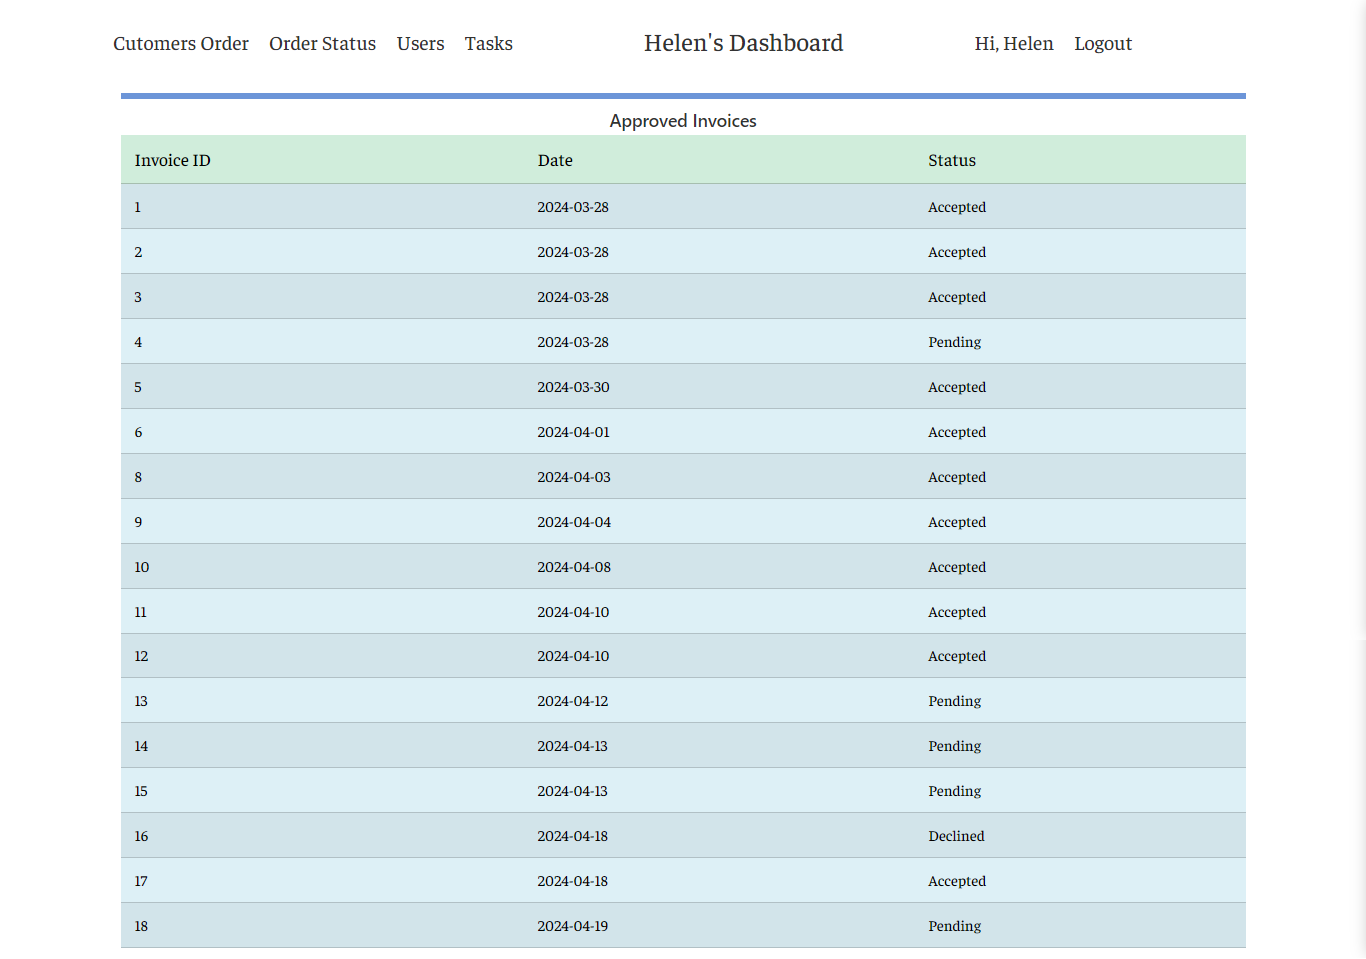 Cutomers Order Order Status Users Tasks Helen's Dashboard Hi, Helen Logout
Approved Invoices
Invoice ID Date Status
1 2024-03-28 Accepted
2 2024-03-28 Accepted
3 2024-03-28 Accepted
4 2024-03-28 Pending
5 2024-03-30 Accepted
6 2024-04-01 Accepted
8 2024-04-03 Accepted
9 2024-04-04 Accepted
10 2024-04-08 Accepted
11 2024-04-10 Accepted
12 2024-04-10 Accepted
13 2024-04-12 Pending
14 2024-04-13 Pending
15 2024-04-13 Pending
16 2024-04-18 Declined
17 2024-04-18 Accepted
18 2024-04-19 Pending